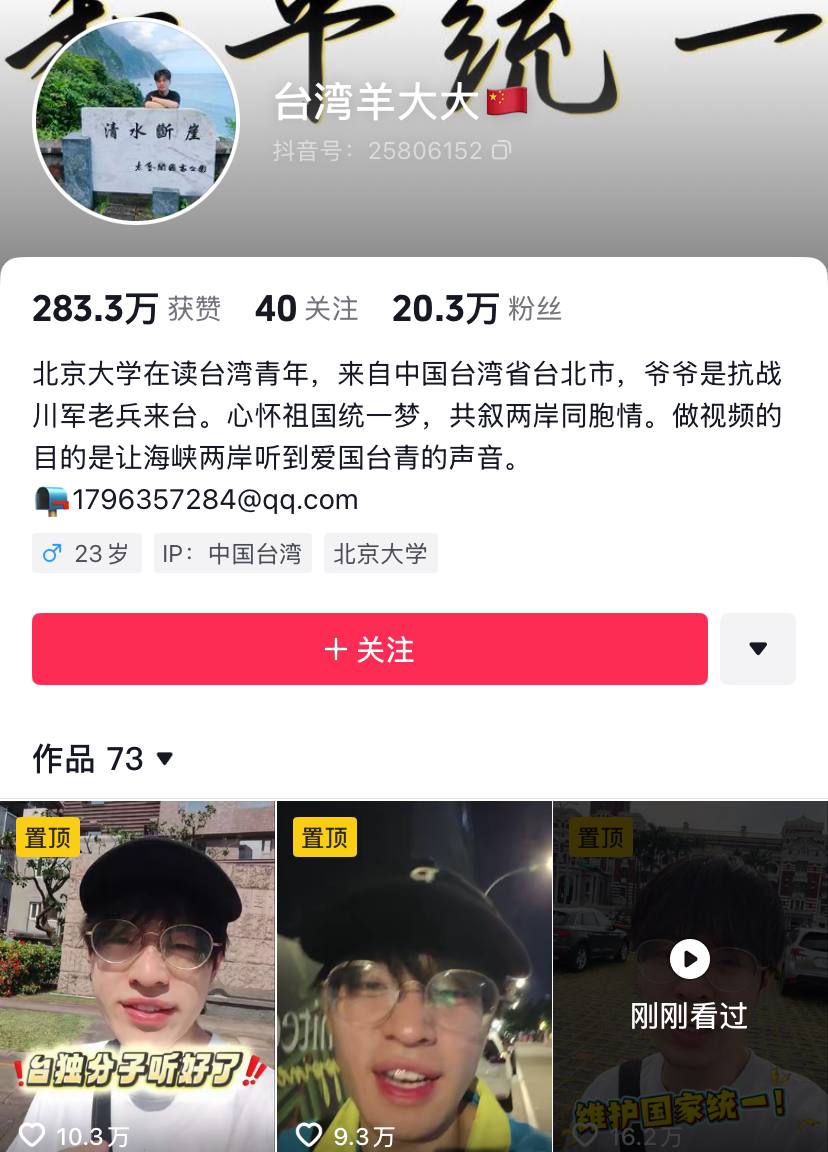 和平统一
台湾羊大大🇨🇳
抖音号：25806152
清水斷崖
283.3万 获赞 40 关注 20.3万 粉丝
北京大学在读台湾青年，来自中国台湾省台北市，爷爷是抗战
川军老兵来台。心怀祖国统一梦，共叙两岸同胞情。做视频的
目的是让海峡两岸听到爱国台青的声音。
📭1796357284@qq.com
♂ 23岁 IP：中国台湾 北京大学
＋关注
作品 73
置顶 置顶 置顶
刚刚看过
台独分子听好了!!
维护国家统一！
10.3万 9.3万 16.2万